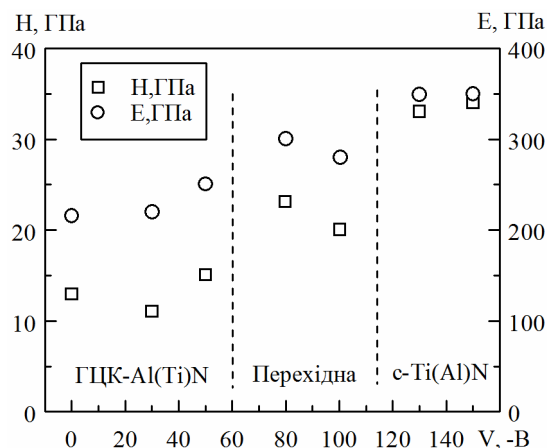 H, ГПа
E, ГПа
40
400
H,ГПа
E,ГПа
30
300
20
200
10
100
ГЦК-Al(Ti)N
Перехідна
c-Ti(Al)N
0
0
0
20
40
60
80
100
120
140
V, -В